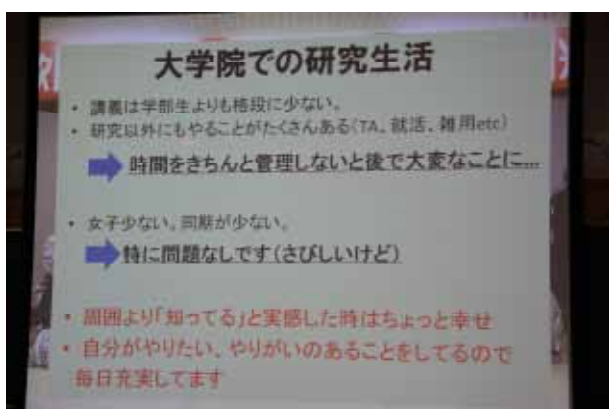 大学院での研究生活
• 講義は学部生よりも格段に少ない。
• 研究以外にもやることがたくさんある(TA、就活、雑用etc)
時間をきちんと管理しないと後で大変なことに...
• 女子少ない。同期が少ない。
特に問題なしです(さびしいけど)
• 周囲より「知ってる」と実感した時はちょっと幸せ
• 自分がやりたい、やりがいのあることをしてるので
毎日充実してます